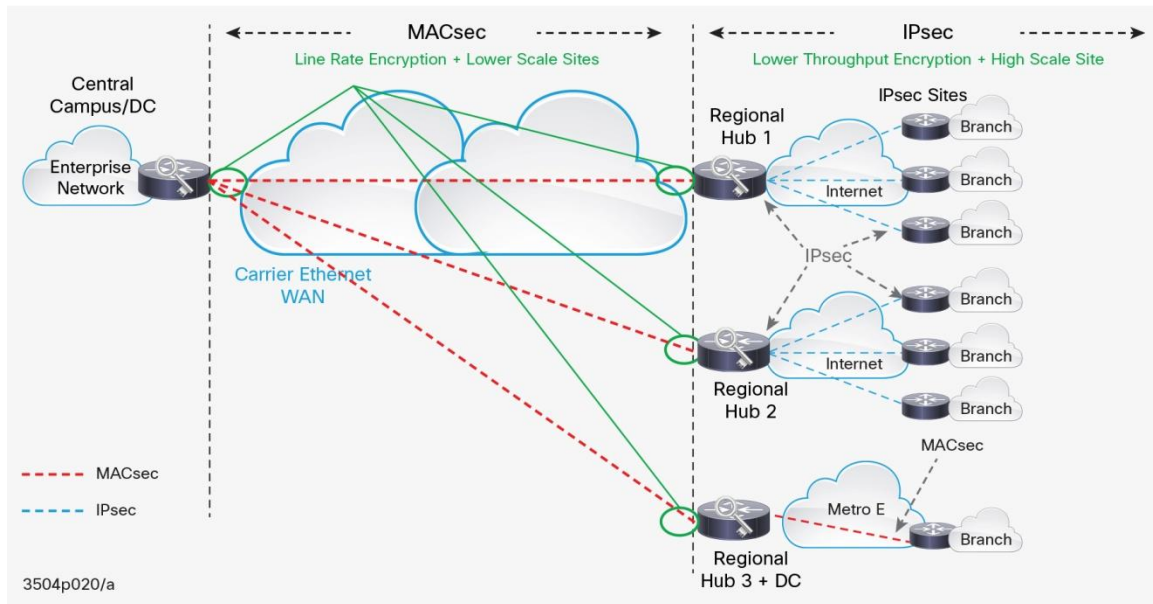 MACsec
IPsec
Line Rate Encryption + Lower Scale Sites
Lower Throughput Encryption + High Scale Site
Central
Campus/DC
Enterprise
Network
Carrier Ethernet
WAN
Regional
Hub 1
Internet
IPsec Sites
Branch
Branch
Branch
IPsec
Regional
Hub 2
Internet
Branch
Branch
Branch
MACsec
Metro E
Branch
Regional
Hub 3 + DC
MACsec
IPsec
3504p020/a